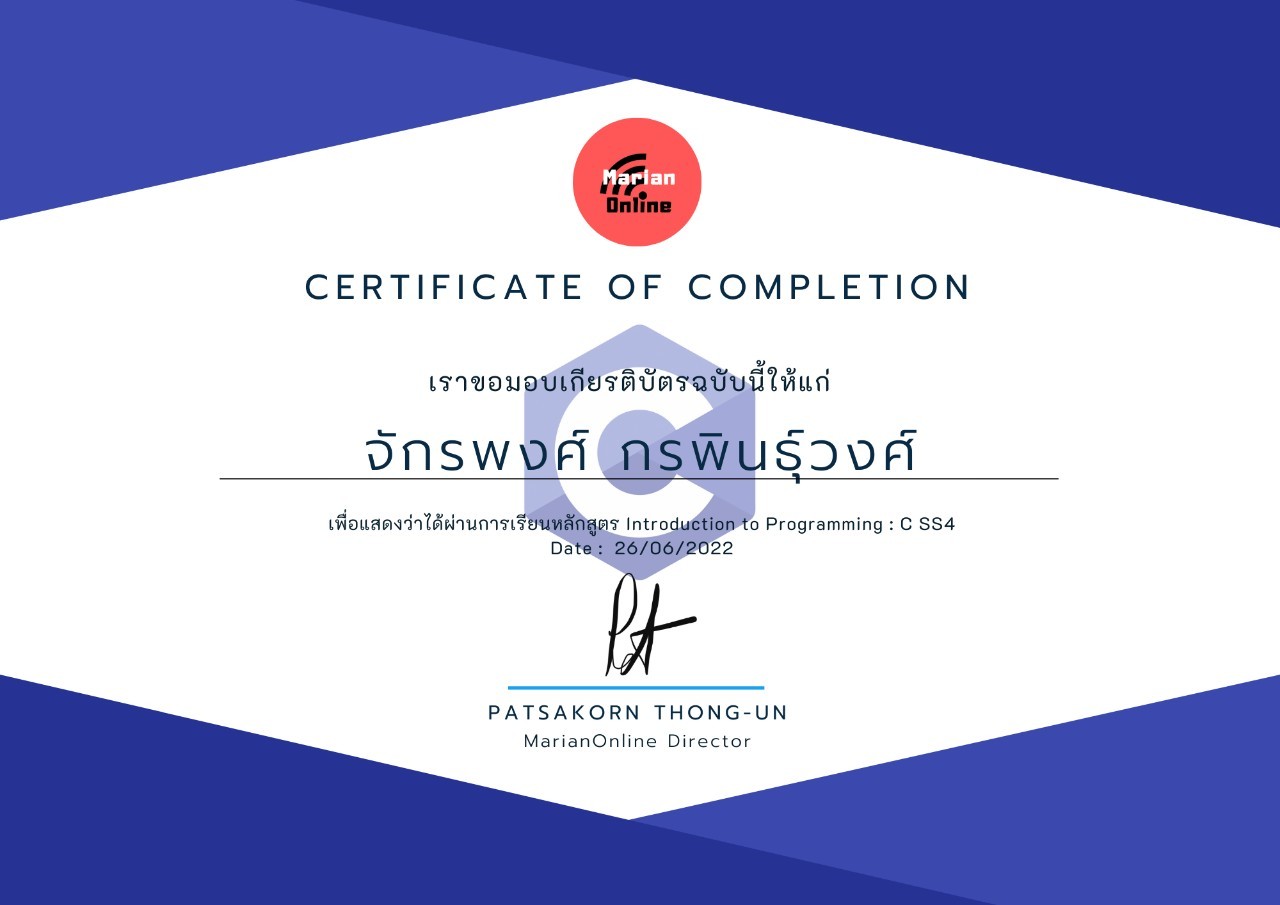 Marian
Online
CERTIFICATE OF COMPLETION
เราขอมอบเกียรติบัตรฉบับนี้ให้แก่
จักรพงศ์ กรพินธุ์วงศ์
เพื่อแสดงว่าได้ผ่านการเรียนหลักสูตร Introduction to Programming : C SS4
Date : 26/06/2022
PATSAKORN THONG-UN
MarianOnline Director